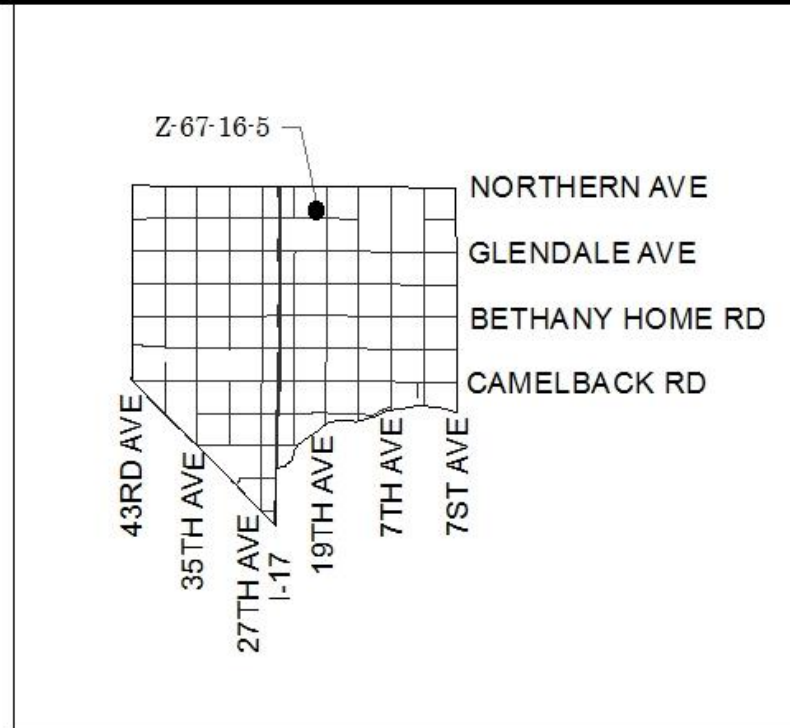 Z-67-16-5
NORTHERN AVE
GLENDALE AVE
BETHANY HOME RD
CAMELBACK RD
43RD AVE
35TH AVE
27TH AVE
I-17
19TH AVE
7TH AVE
7ST AVE